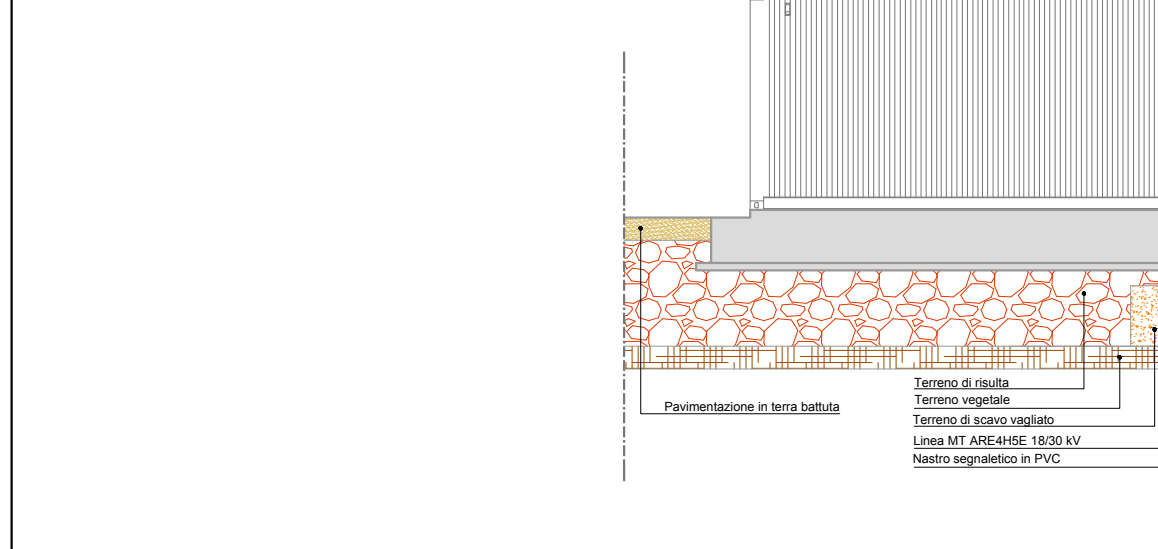 Terreno di risulta
Terreno vegetale
Pavimentazione in terra battuta
Terreno di scavo vagliato
Linea MT ARE4H5E 18/30 kV
Nastro segnaletico in PVC